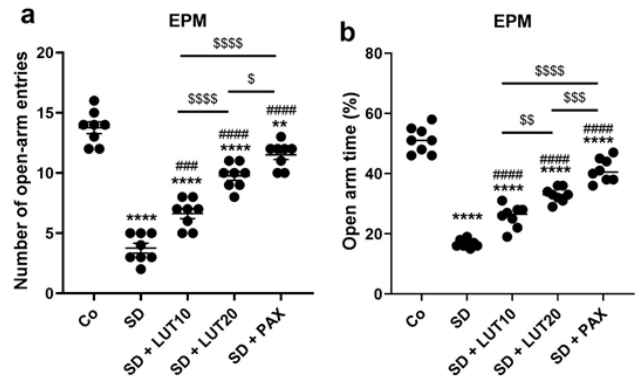 a
EPM
Number of open-arm entries
20
15
10
5
0
$$$$
$$$$
$
****
###
****
####
****
####
**
Co
SD
SD + LUT10
SD + LUT20
SD + PAX
b
EPM
Open arm time (%)
80
60
40
20
0
$$$$
$$
$$$
****
####
****
####
****
####
****
Co
SD
SD + LUT10
SD + LUT20
SD + PAX